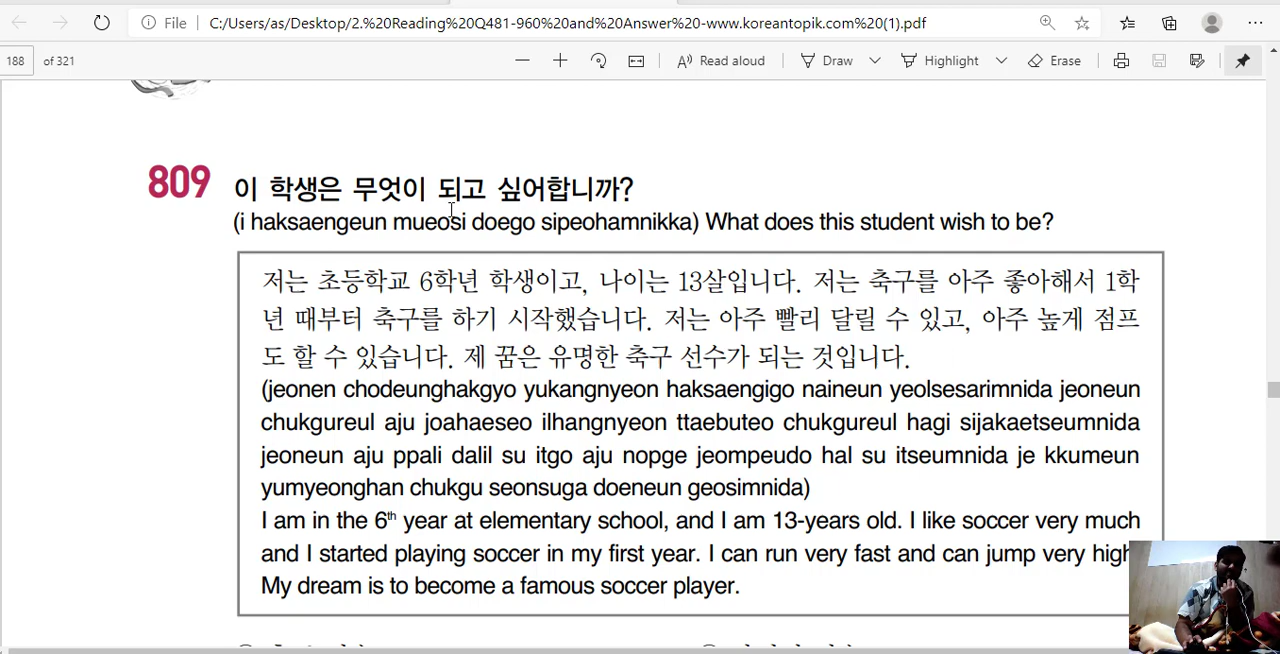 File C:/Users/as/Desktop/2.%20Reading%20Q481-960%20and%20Answer%20-www.koreantopik.com%20(1).pdf
188 of 321 Read aloud Draw Highlight Erase
809 이 학생은 무엇이 되고 싶어합니까?
(i haksaengeun mueosi doego sipeohamnikka) What does this student wish to be?
저는 초등학교 6학년 학생이고, 나이는 13살입니다. 저는 축구를 아주 좋아해서 1학
년 때부터 축구를 하기 시작했습니다. 저는 아주 빨리 달릴 수 있고, 아주 높게 점프
도 할 수 있습니다. 제 꿈은 유명한 축구 선수가 되는 것입니다.
(jeonen chodeunghakgyo yukangnyeon haksaengigo naineun yeolsesarimnida jeoneun
chukgureul aju joahaeseo ilhangnyeon ttaebuteo chukgureul hagi sijakaetseumnida
jeoneun aju ppali dalil su itgo aju nopge jeompeudo hal su itseumnida je kkumeun
yumyeonghan chukgu seonsuga doeneun geosimnida)
I am in the 6th year at elementary school, and I am 13-years old. I like soccer very much
and I started playing soccer in my first year. I can run very fast and can jump very high
My dream is to become a famous soccer player.